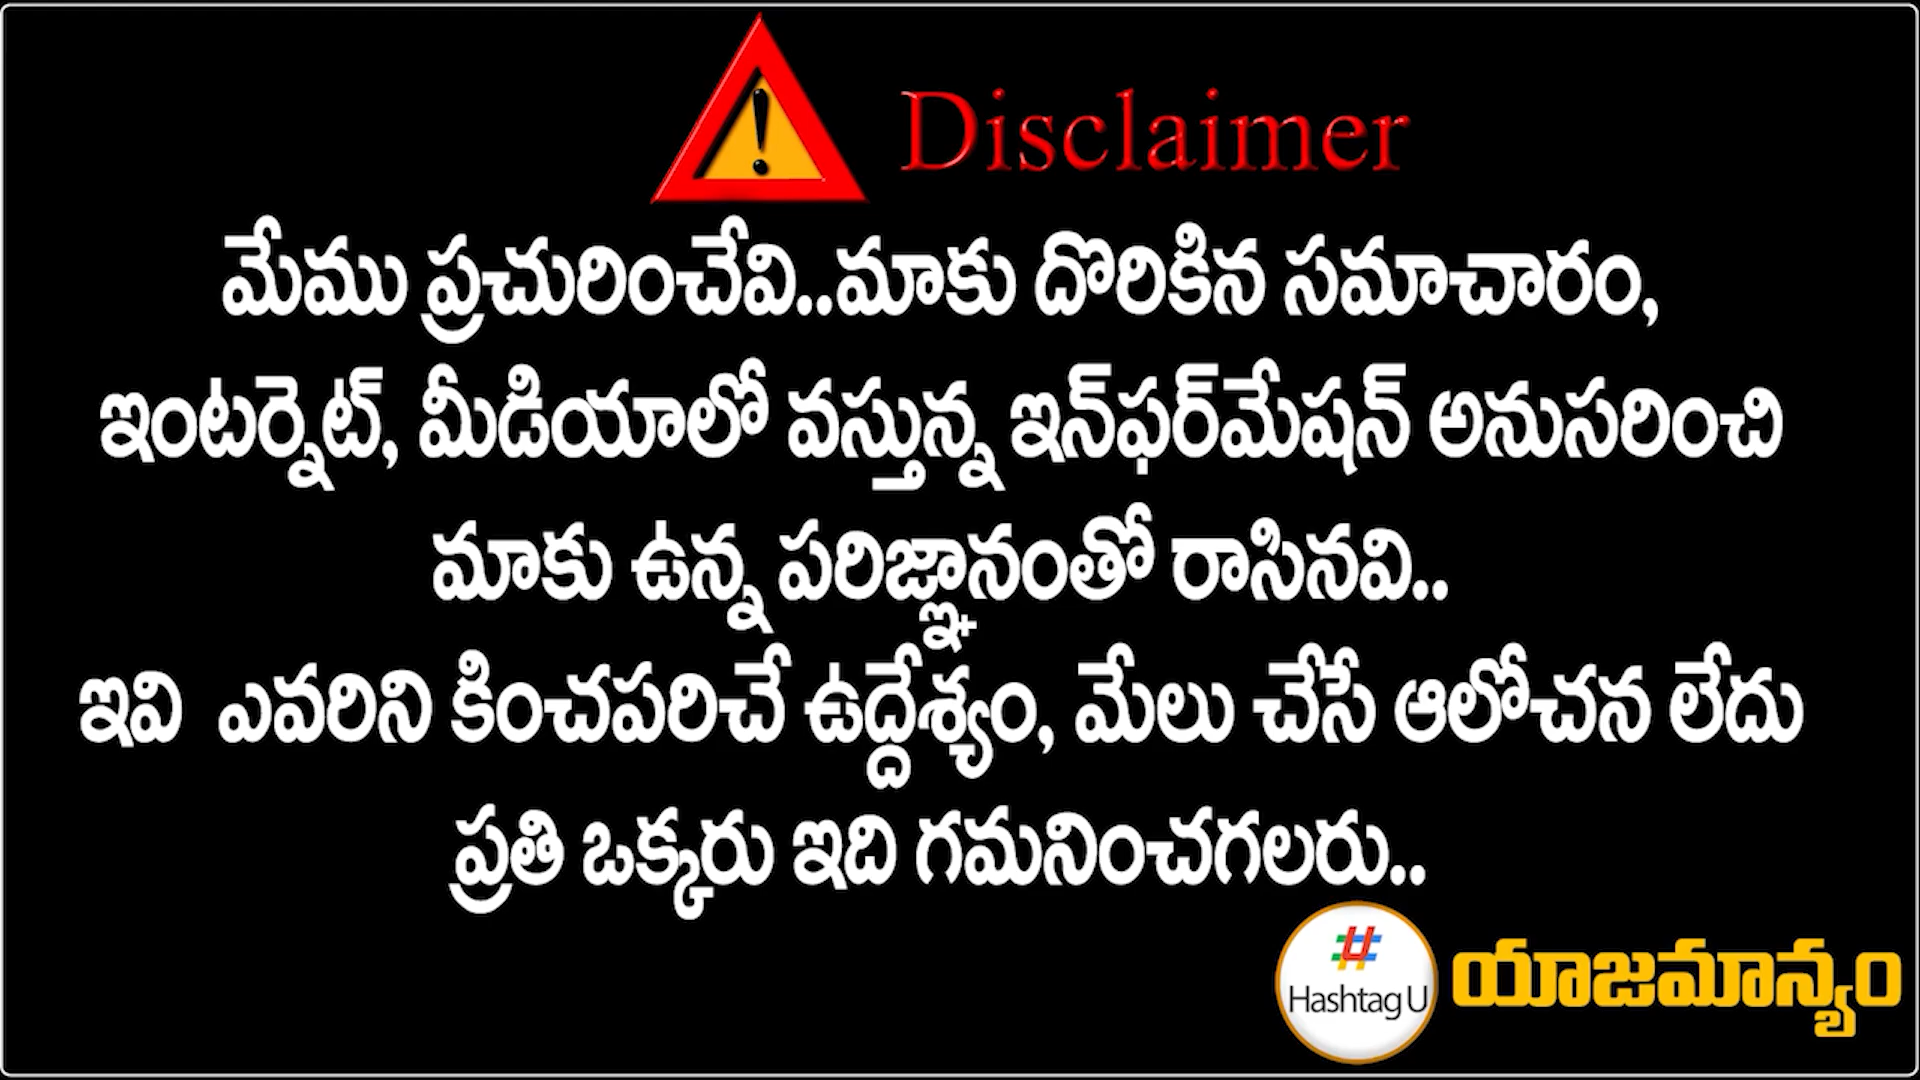 Disclaimer
మేము ప్రచురించేవి..మాకు దొరికిన సమాచారం,
ఇంటర్నెట్, మీడియాలో వస్తున్న ఇన్‌ఫర్‌మేషన్ అనుసరించి
మాకు ఉన్న పరిజ్ఞానంతో రాసినవి..
ఇవి ఎవరిని కించపరిచే ఉద్దేశ్యం, మేలు చేసే ఆలోచన లేదు
ప్రతి ఒక్కరు ఇది గమనించగలరు..
# Hashtag U యాజమాన్యం